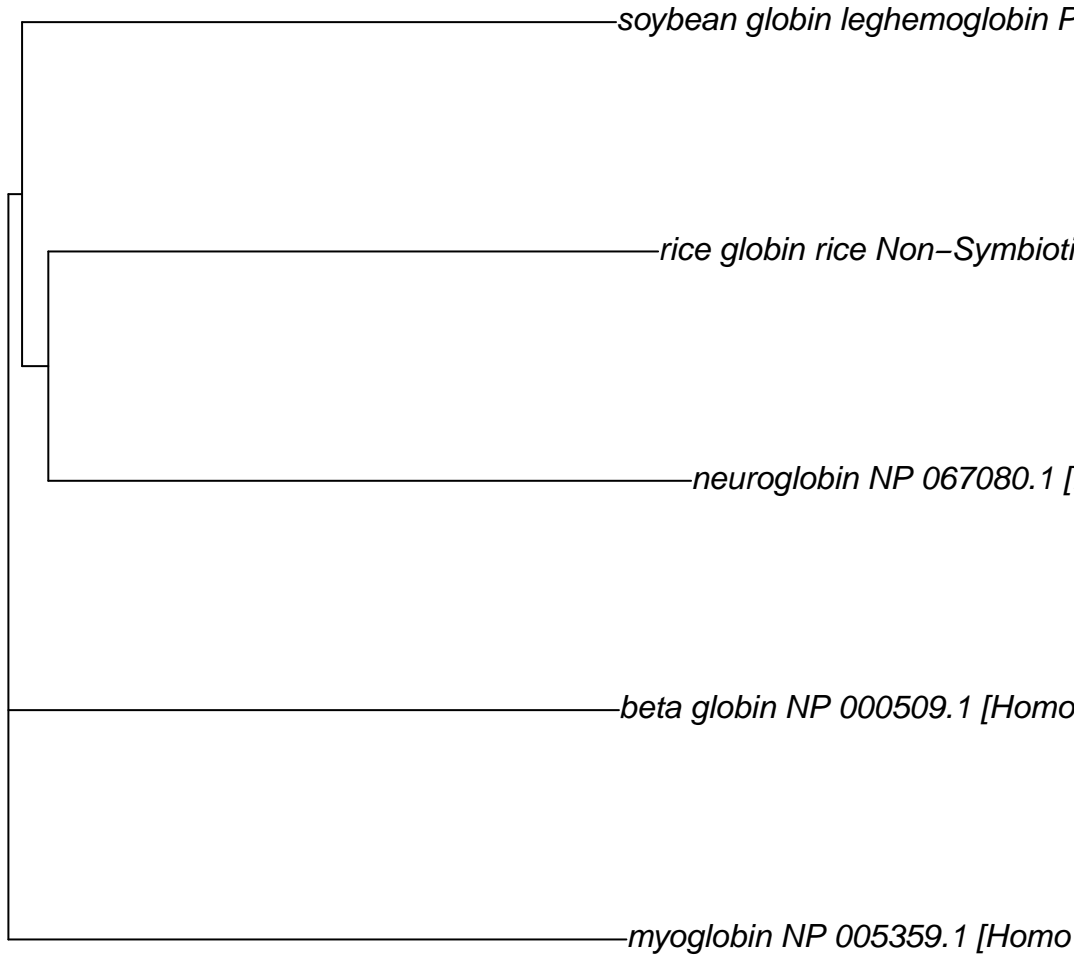 soybean globin leghemoglobin P
rice globin rice Non–Symbioti
neuroglobin NP 067080.1 [
beta globin NP 000509.1 [Homo
myoglobin NP 005359.1 [Homo